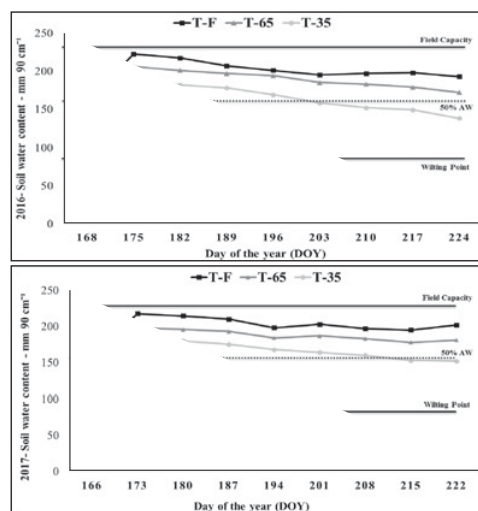 T-F T-65 T-35
250
200
150
100
50
0
2016- Soil water content - mm 90 cm⁻¹
Field Capacity
50% AW
Wilting Point
168 175 182 189 196 203 210 217 224
Day of the year (DOY)
T-F T-65 T-35
250
200
150
100
50
0
2017- Soil water content - mm 90 cm⁻¹
Field Capacity
50% AW
Wilting Point
166 173 180 187 194 201 208 215 222
Day of the year (DOY)